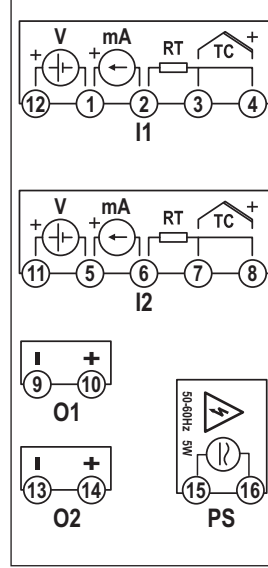 V mA RT TC
+ + +
12 1 2 3 4
I1
V mA RT TC
+ + +
11 5 6 7 8
I2
- +
9 10
O1
- +
13 14
O2
50-60Hz 5W
15 16
PS